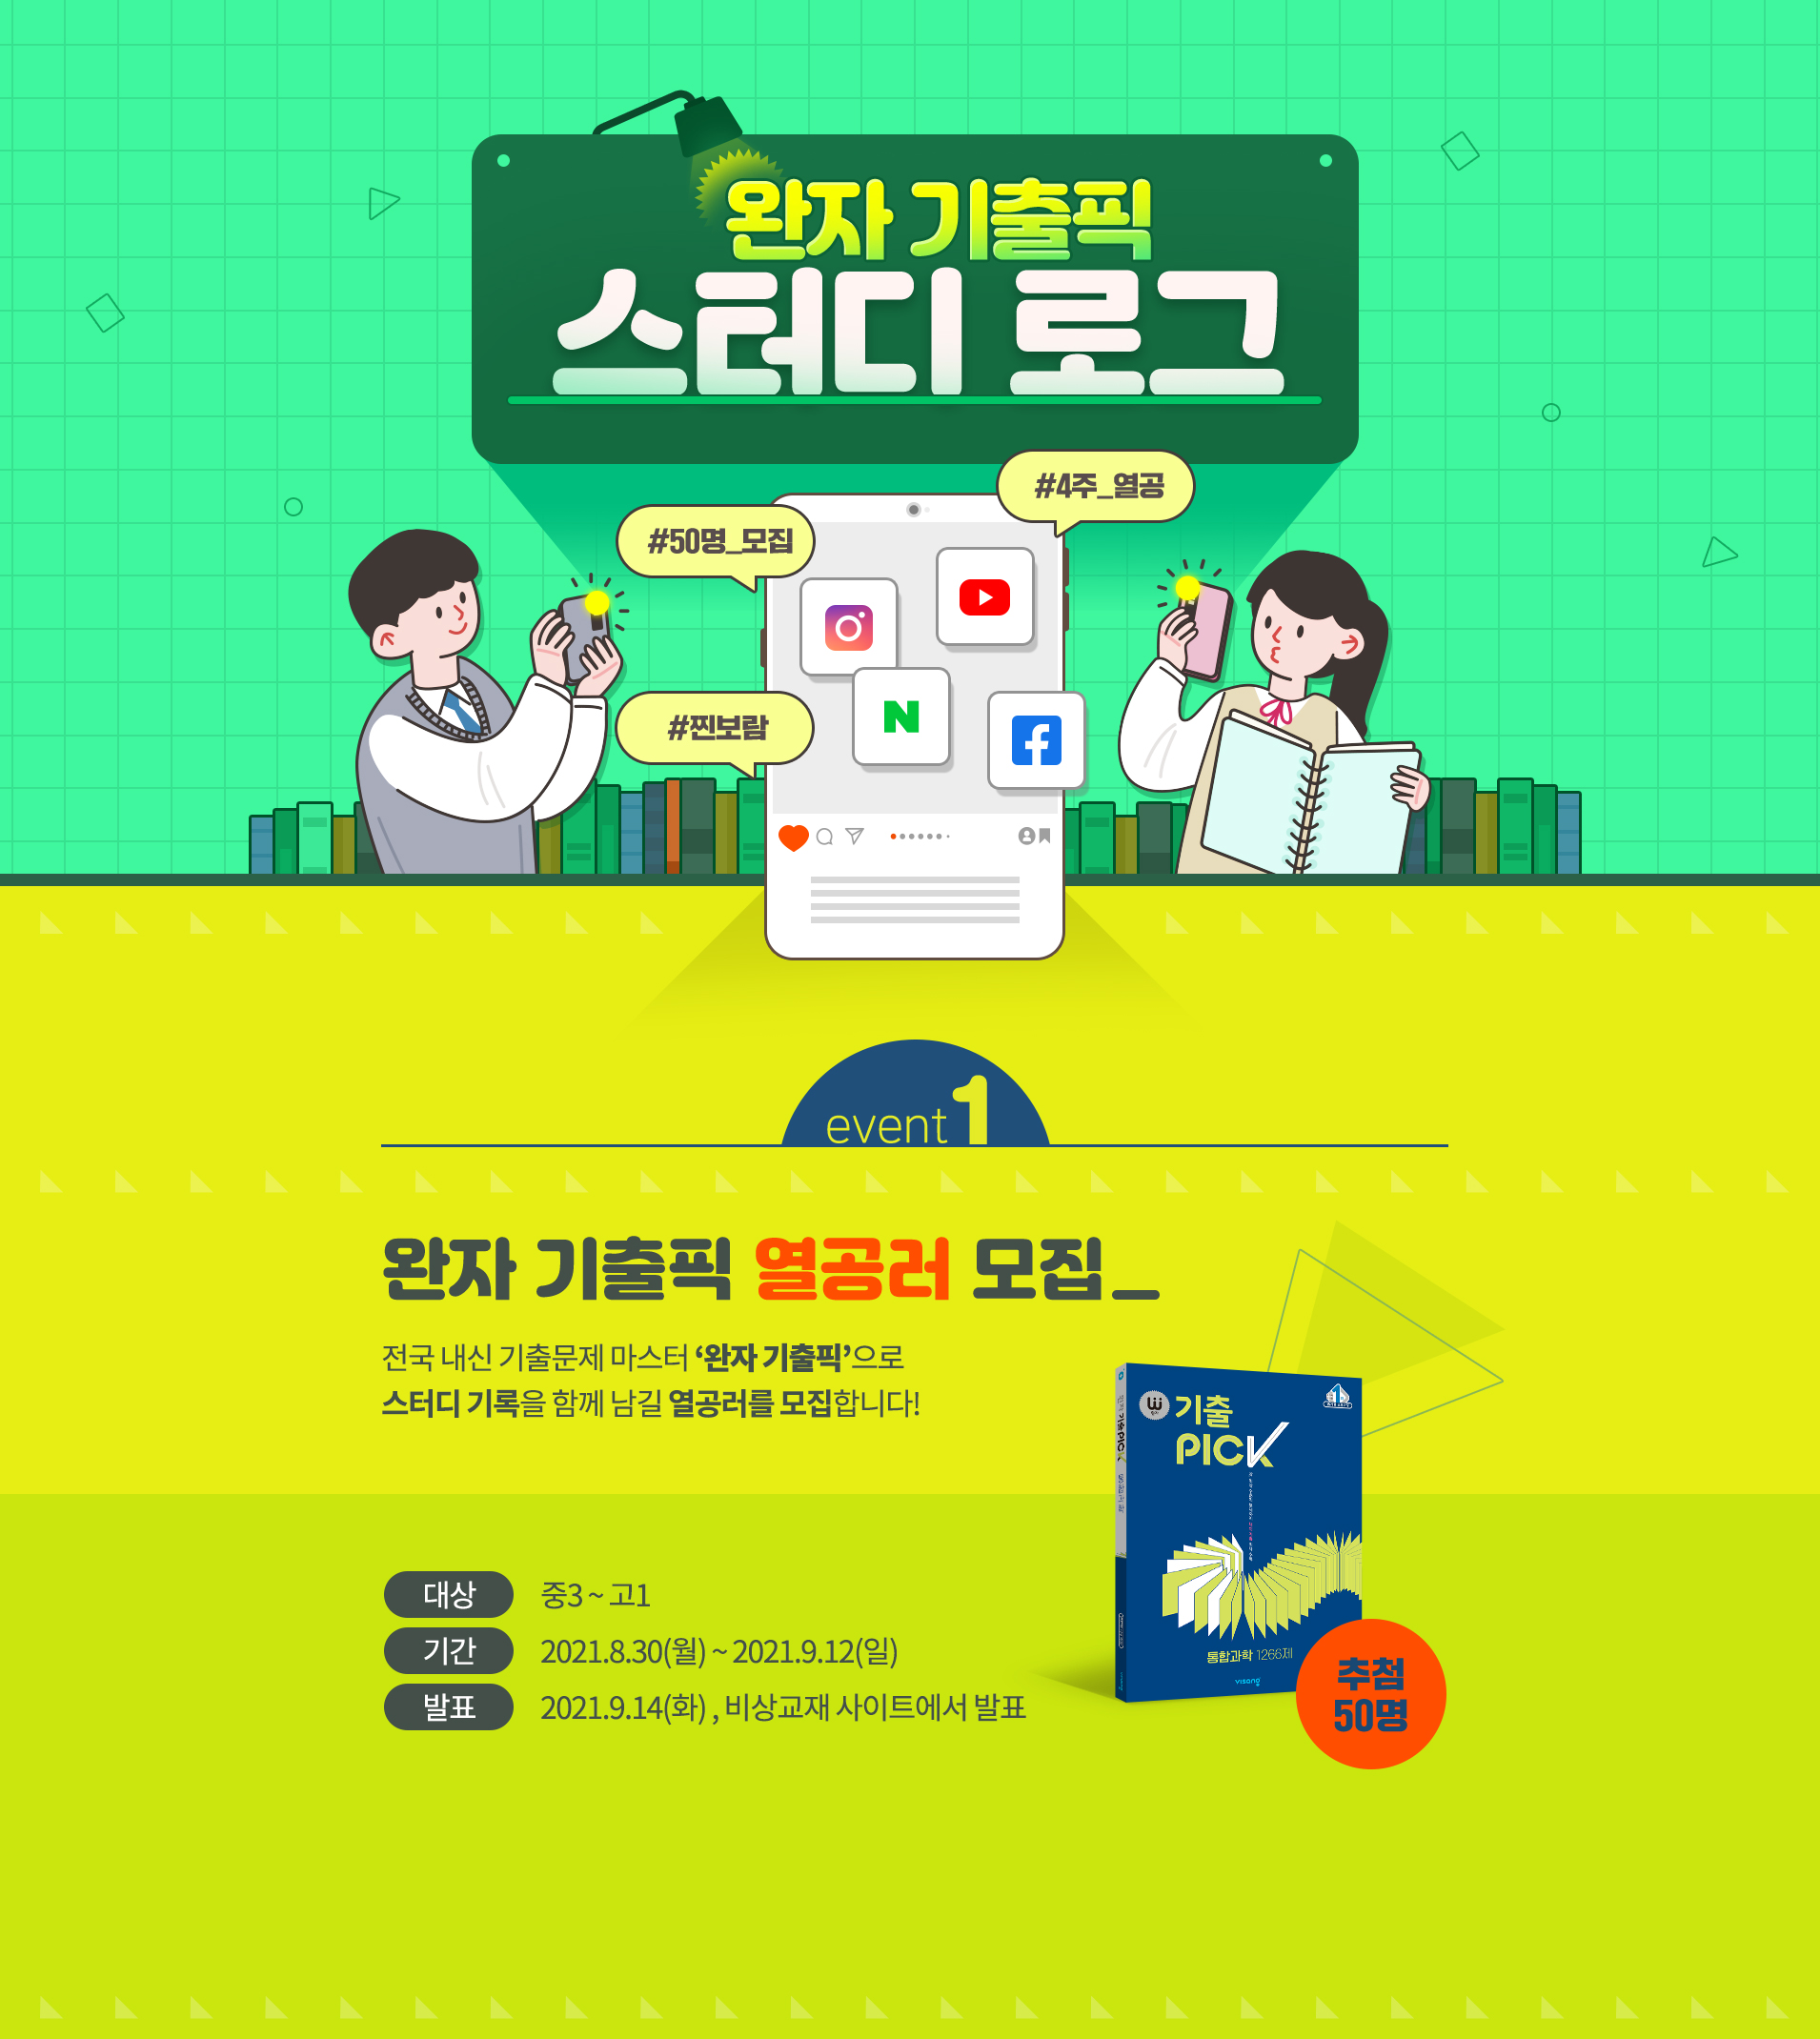 완자 기출픽
스터디 로그
#4주_열공
#50명_모집
#찐보람
event 1
완자 기출픽 열공러 모집_
전국 내신 기출문제 마스터 ‘완자 기출픽’으로
스터디 기록을 함께 남길 열공러를 모집합니다!
기출
PICK
통합과학 1266제
visang
대상 중3 ~ 고1
기간 2021.8.30(월) ~ 2021.9.12(일)
발표 2021.9.14(화) , 비상교재 사이트에서 발표
추첨
50명